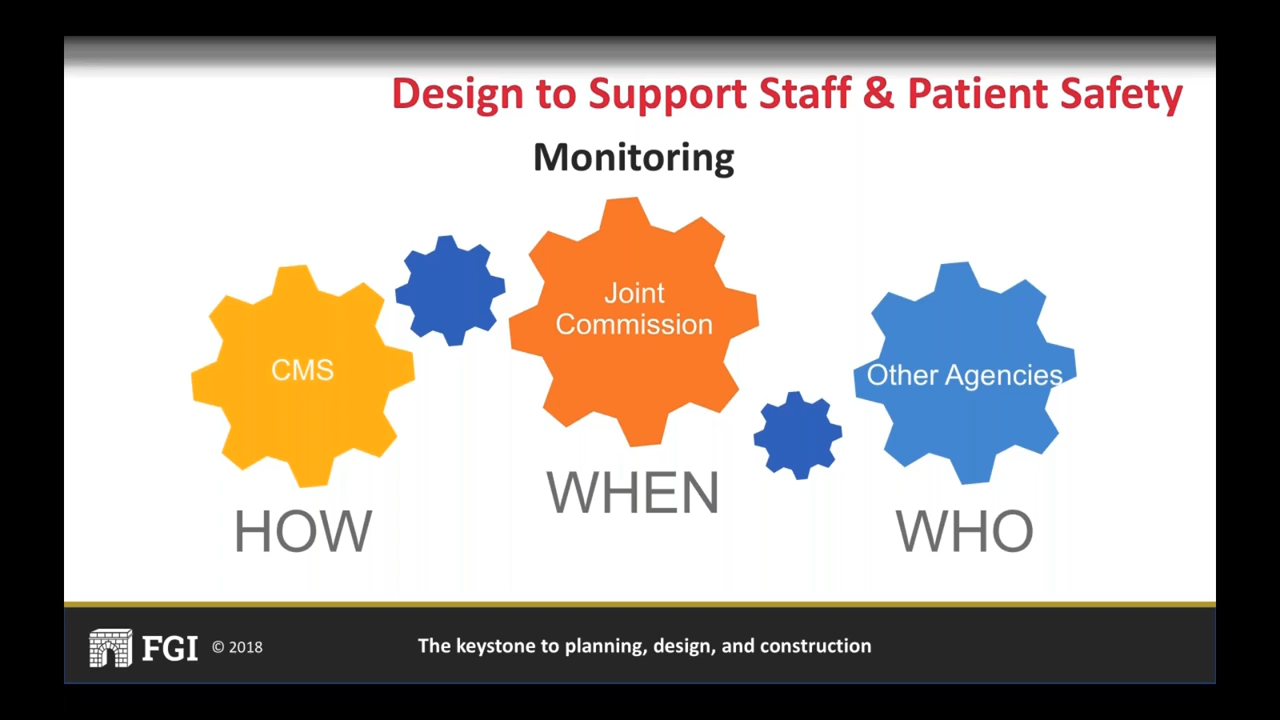 Design to Support Staff & Patient Safety
Monitoring
CMS
Joint
Commission
Other Agencies
HOW
WHEN
WHO
FGI © 2018
The keystone to planning, design, and construction